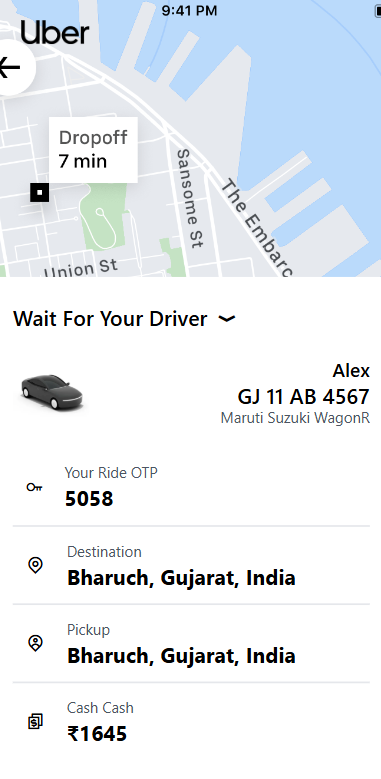 9:41 PM
Uber
Dropoff
7 min
Sansome St
The Embarc
Union St
Wait For Your Driver
Alex
GJ 11 AB 4567
Maruti Suzuki WagonR
Your Ride OTP
5058
Destination
Bharuch, Gujarat, India
Pickup
Bharuch, Gujarat, India
Cash Cash
₹1645